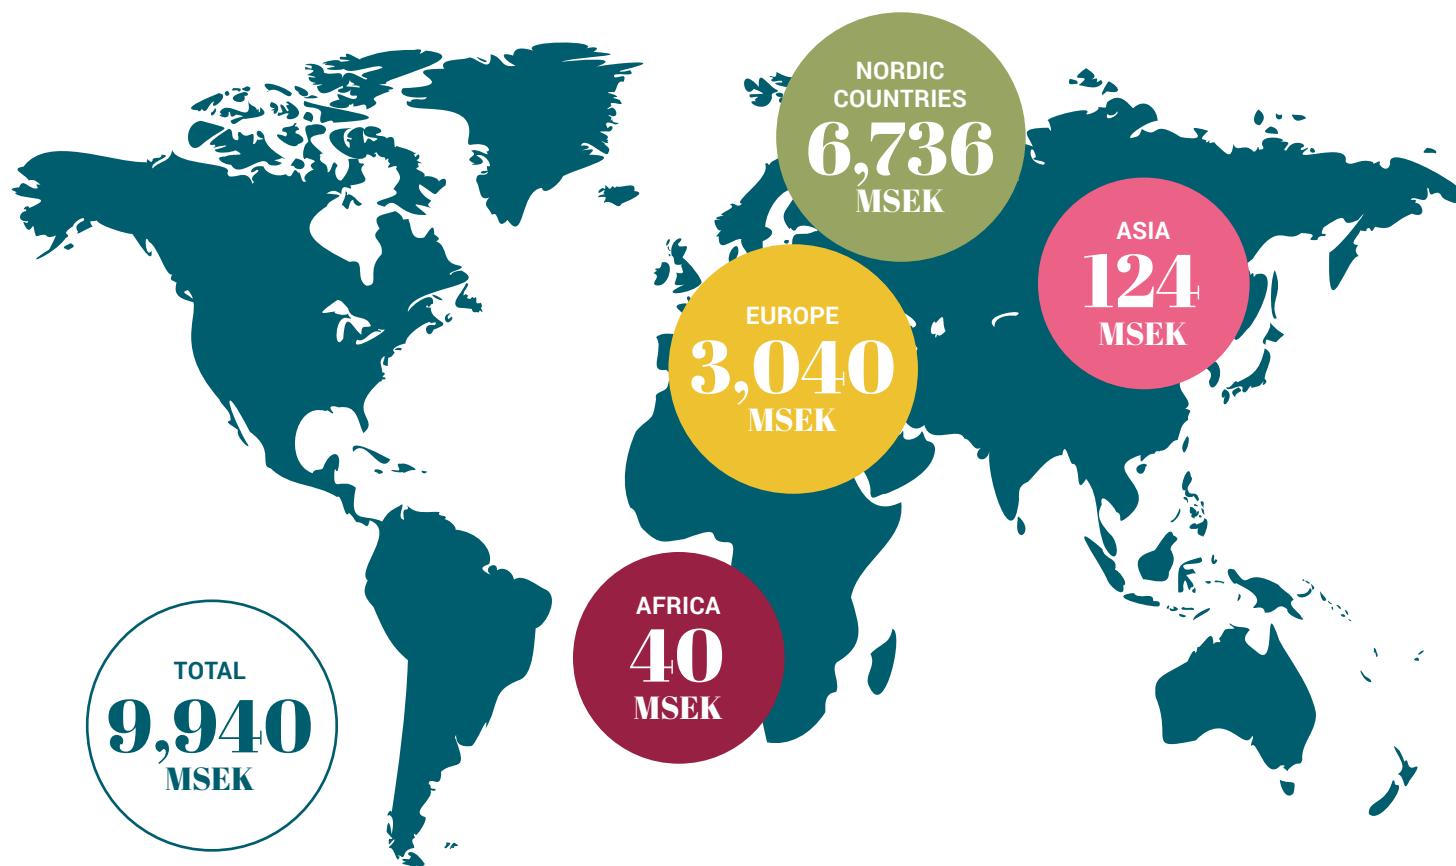 NORDIC
COUNTRIES
6,736
MSEK
ASIA
124
MSEK
EUROPE
3,040
MSEK
AFRICA
40
MSEK
TOTAL
9,940
MSEK